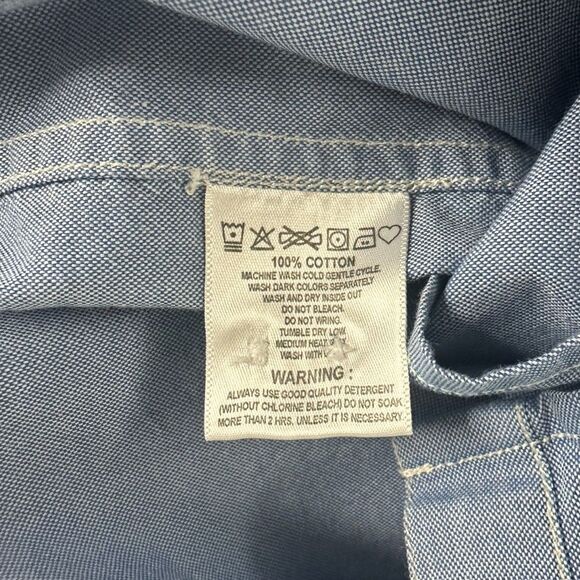 100% COTTON
MACHINE WASH COLD GENTLE CYCLE,
WASH DARK COLORS SEPARATELY
WASH AND DRY INSIDE OUT
DO NOT BLEACH.
DO NOT WRING.
TUMBLE DRY LOW.
MEDIUM
WASH WITH
WARNING :
ALWAYS USE GOOD QUALITY DETERGENT
(WITHOUT CHLORINE BLEACH) DO NOT SOAK
MORE THAN 2 HRS. UNLESS IT IS NECESSARY